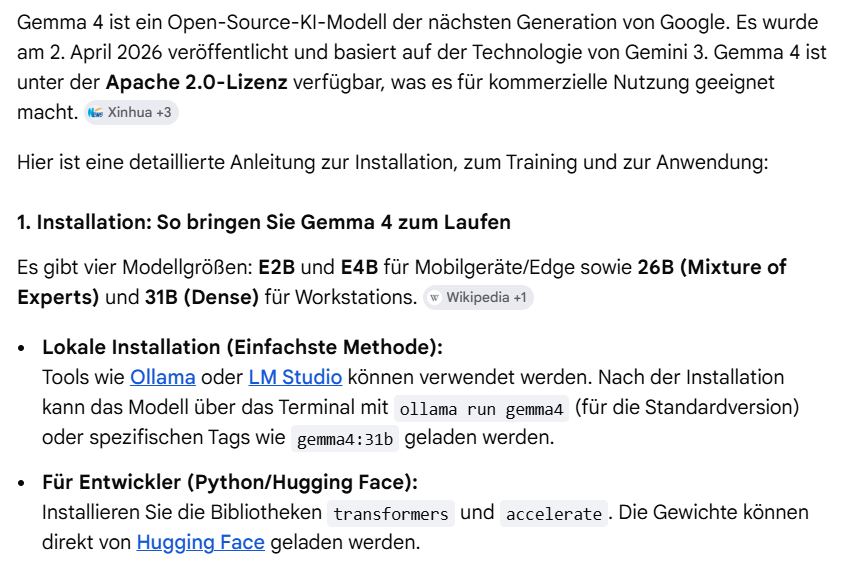 Gemma 4 ist ein Open-Source-KI-Modell der nächsten Generation von Google. Es wurde
am 2. April 2026 veröffentlicht und basiert auf der Technologie von Gemini 3. Gemma 4 ist
unter der Apache 2.0-Lizenz verfügbar, was es für kommerzielle Nutzung geeignet
macht. Xinhua +3
Hier ist eine detaillierte Anleitung zur Installation, zum Training und zur Anwendung:
1. Installation: So bringen Sie Gemma 4 zum Laufen
Es gibt vier Modellgrößen: E2B und E4B für Mobilgeräte/Edge sowie 26B (Mixture of
Experts) und 31B (Dense) für Workstations. W Wikipedia +1
• Lokale Installation (Einfachste Methode):
Tools wie Ollama oder LM Studio können verwendet werden. Nach der Installation
kann das Modell über das Terminal mit ollama run gemma4 (für die Standardversion)
oder spezifischen Tags wie gemma4:31b geladen werden.
• Für Entwickler (Python/Hugging Face):
Installieren Sie die Bibliotheken transformers und accelerate. Die Gewichte können
direkt von Hugging Face geladen werden.